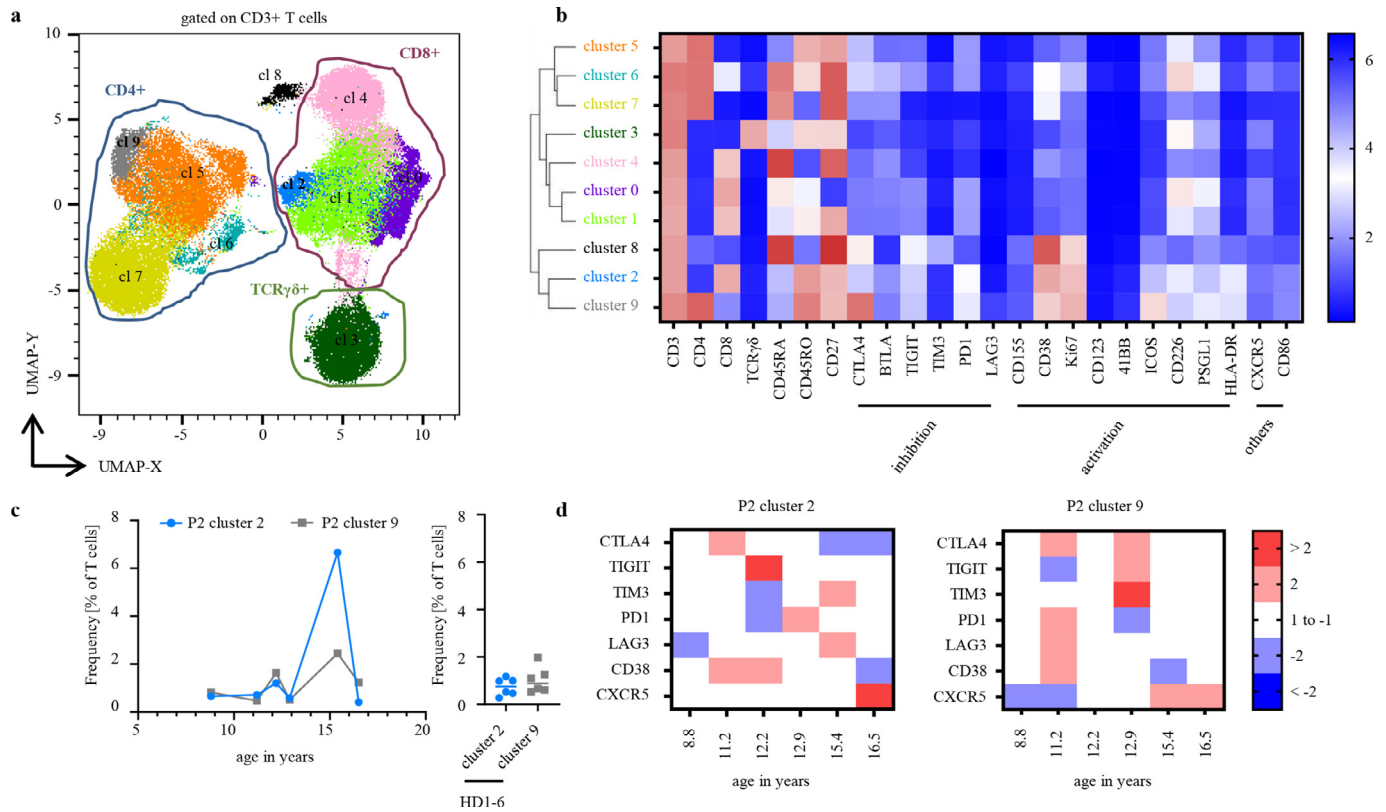 a
gated on CD3+ T cells
10
5
0
-5
-9
-9
-5
0
5
10
UMAP-Y
UMAP-X
CD4+
CD8+
TCRγδ+
cl 8
cl 4
cl 9
cl 5
cl 2
cl 1
cl 0
cl 6
cl 7
cl 3
b
cluster 5
cluster 6
cluster 7
cluster 3
cluster 4
cluster 0
cluster 1
cluster 8
cluster 2
cluster 9
6
4
2
CD3
CD4
CD8
TCRγδ
CD45RA
CD45RO
CD27
CTLA4
BTLA
TIGIT
TIM3
PD1
LAG3
CD155
CD38
Ki67
CD123
41BB
ICOS
CD226
PSGL1
HLA-DR
CXCR5
CD86
inhibition
activation
others
c
P2 cluster 2
P2 cluster 9
Frequency [% of T cells]
8
6
4
2
0
5
10
15
20
age in years
Frequency [% of T cells]
8
6
4
2
0
cluster 2
cluster 9
HD1-6
d
P2 cluster 2
CTLA4
TIGIT
TIM3
PD1
LAG3
CD38
CXCR5
8.8
11.2
12.2
12.9
15.4
16.5
age in years
P2 cluster 9
CTLA4
TIGIT
TIM3
PD1
LAG3
CD38
CXCR5
8.8
11.2
12.2
12.9
15.4
16.5
age in years
> 2
2
1 to -1
-2
< -2